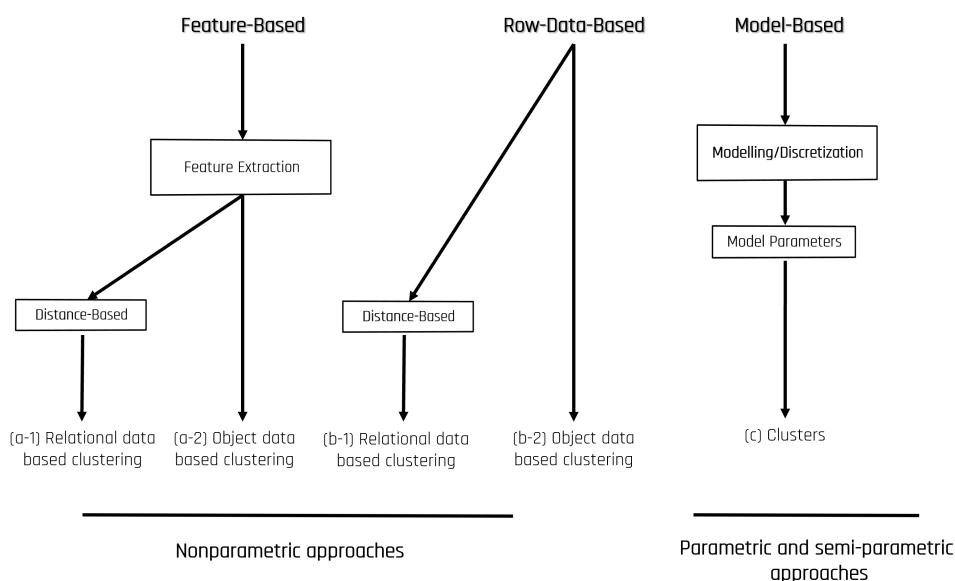 Feature-Based
Row-Data-Based
Model-Based
Feature Extraction
Modelling/Discretization
Model Parameters
Distance-Based
Distance-Based
(a-1) Relational data
based clustering
(a-2) Object data
based clustering
(b-1) Relational data
based clustering
(b-2) Object data
based clustering
(c) Clusters
Nonparametric approaches
Parametric and semi-parametric
approaches